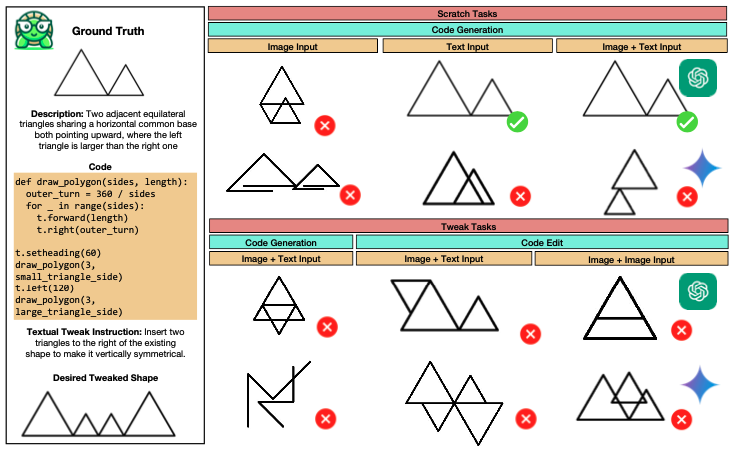 Ground Truth
Description: Two adjacent equilateral
triangles sharing a horizontal common base
both pointing upward, where the left
triangle is larger than the right one
Code
def draw_polygon(sides, length):
  outer_turn = 360 / sides
  for _ in range(sides):
    t.forward(length)
    t.right(outer_turn)

t.setheading(60)
draw_polygon(3,
small_triangle_side)
t.left(120)
draw_polygon(3,
large_triangle_side)
Textual Tweak Instruction: Insert two
triangles to the right of the existing
shape to make it vertically symmetrical.
Desired Tweaked Shape
Scratch Tasks
Code Generation
Image Input
Text Input
Image + Text Input
Tweak Tasks
Code Generation
Code Edit
Image + Text Input
Image + Text Input
Image + Image Input